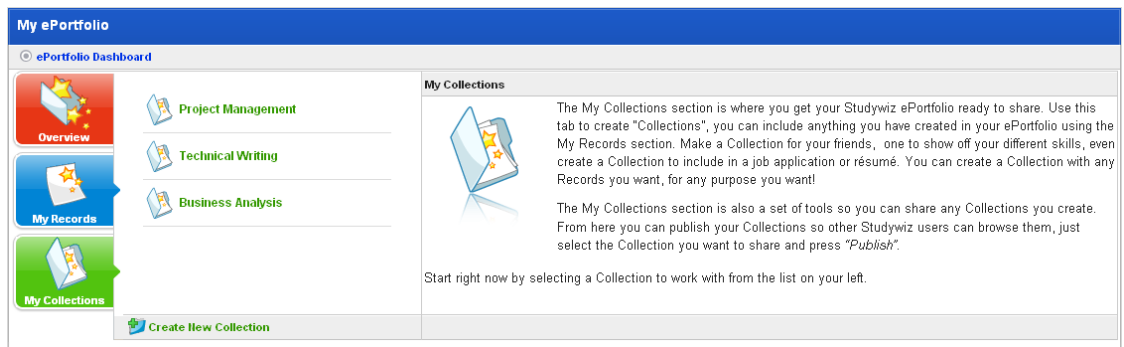 My ePortfolio
ePortfolio Dashboard
Overview
My Records
My Collections
Project Management
Technical Writing
Business Analysis
Create New Collection
My Collections
The My Collections section is where you get your Studywiz ePortfolio ready to share. Use this
tab to create "Collections", you can include anything you have created in your ePortfolio using the
My Records section. Make a Collection for your friends, one to show off your different skills, even
create a Collection to include in a job application or résumé. You can create a Collection with any
Records you want, for any purpose you want!
The My Collections section is also a set of tools so you can share any Collections you create.
From here you can publish your Collections so other Studywiz users can browse them, just
select the Collection you want to share and press "Publish".
Start right now by selecting a Collection to work with from the list on your left.